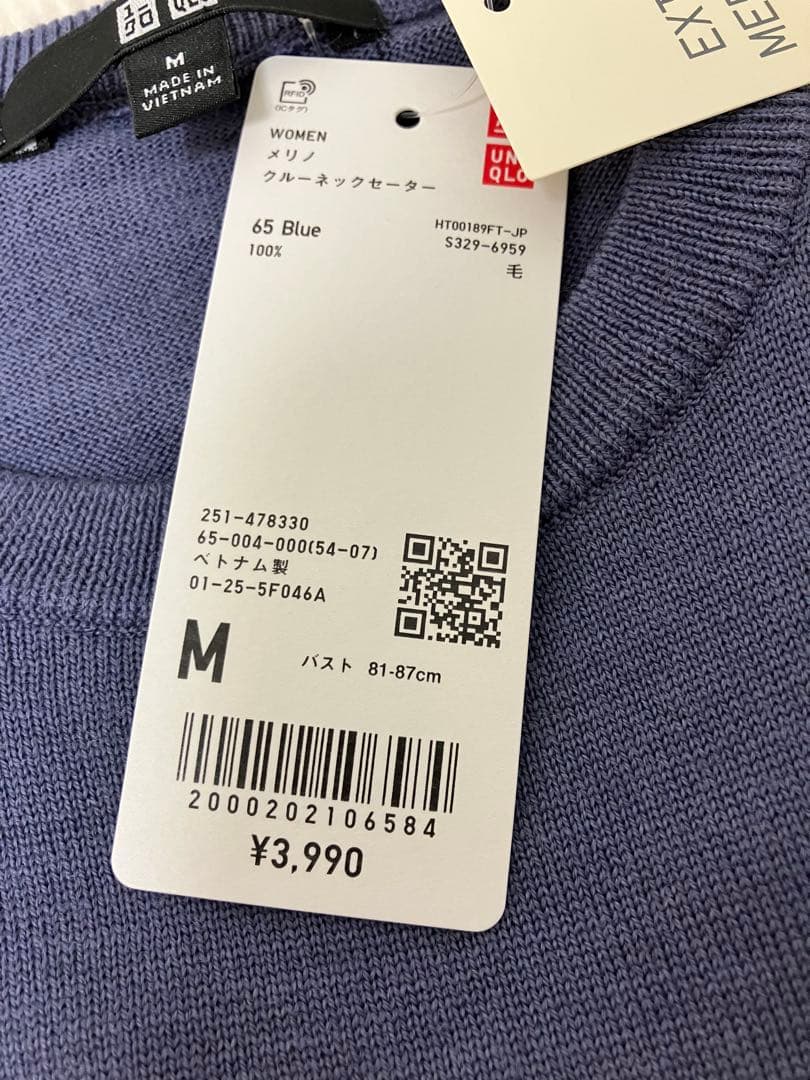 M
MADE IN
VIETNAM
RFID
(ICタグ)
WOMEN
メリノ
クルーネックセーター
65 Blue
100%
HT00189FT-JP
S329-6959
毛
UNI
QLO
251-478330
65-004-000(54-07)
ベトナム製
01-25-5F046A
M
バスト 81-87cm
2000202106584
¥3,990